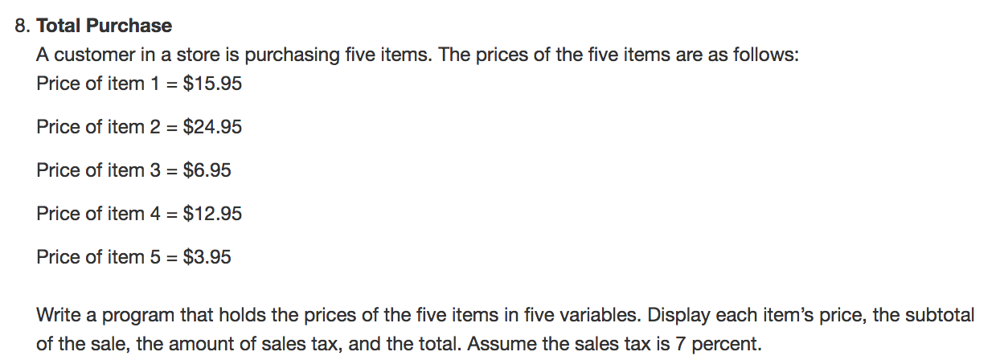 8. Total Purchase
A customer in a store is purchasing five items. The prices of the five items are as follows:
Price of item 1 = $15.95
Price of item 2 = $24.95
Price of item 3 = $6.95
Price of item 4 = $12.95
Price of item 5 = $3.95
Write a program that holds the prices of the five items in five variables. Display each item’s price, the subtotal
of the sale, the amount of sales tax, and the total. Assume the sales tax is 7 percent.